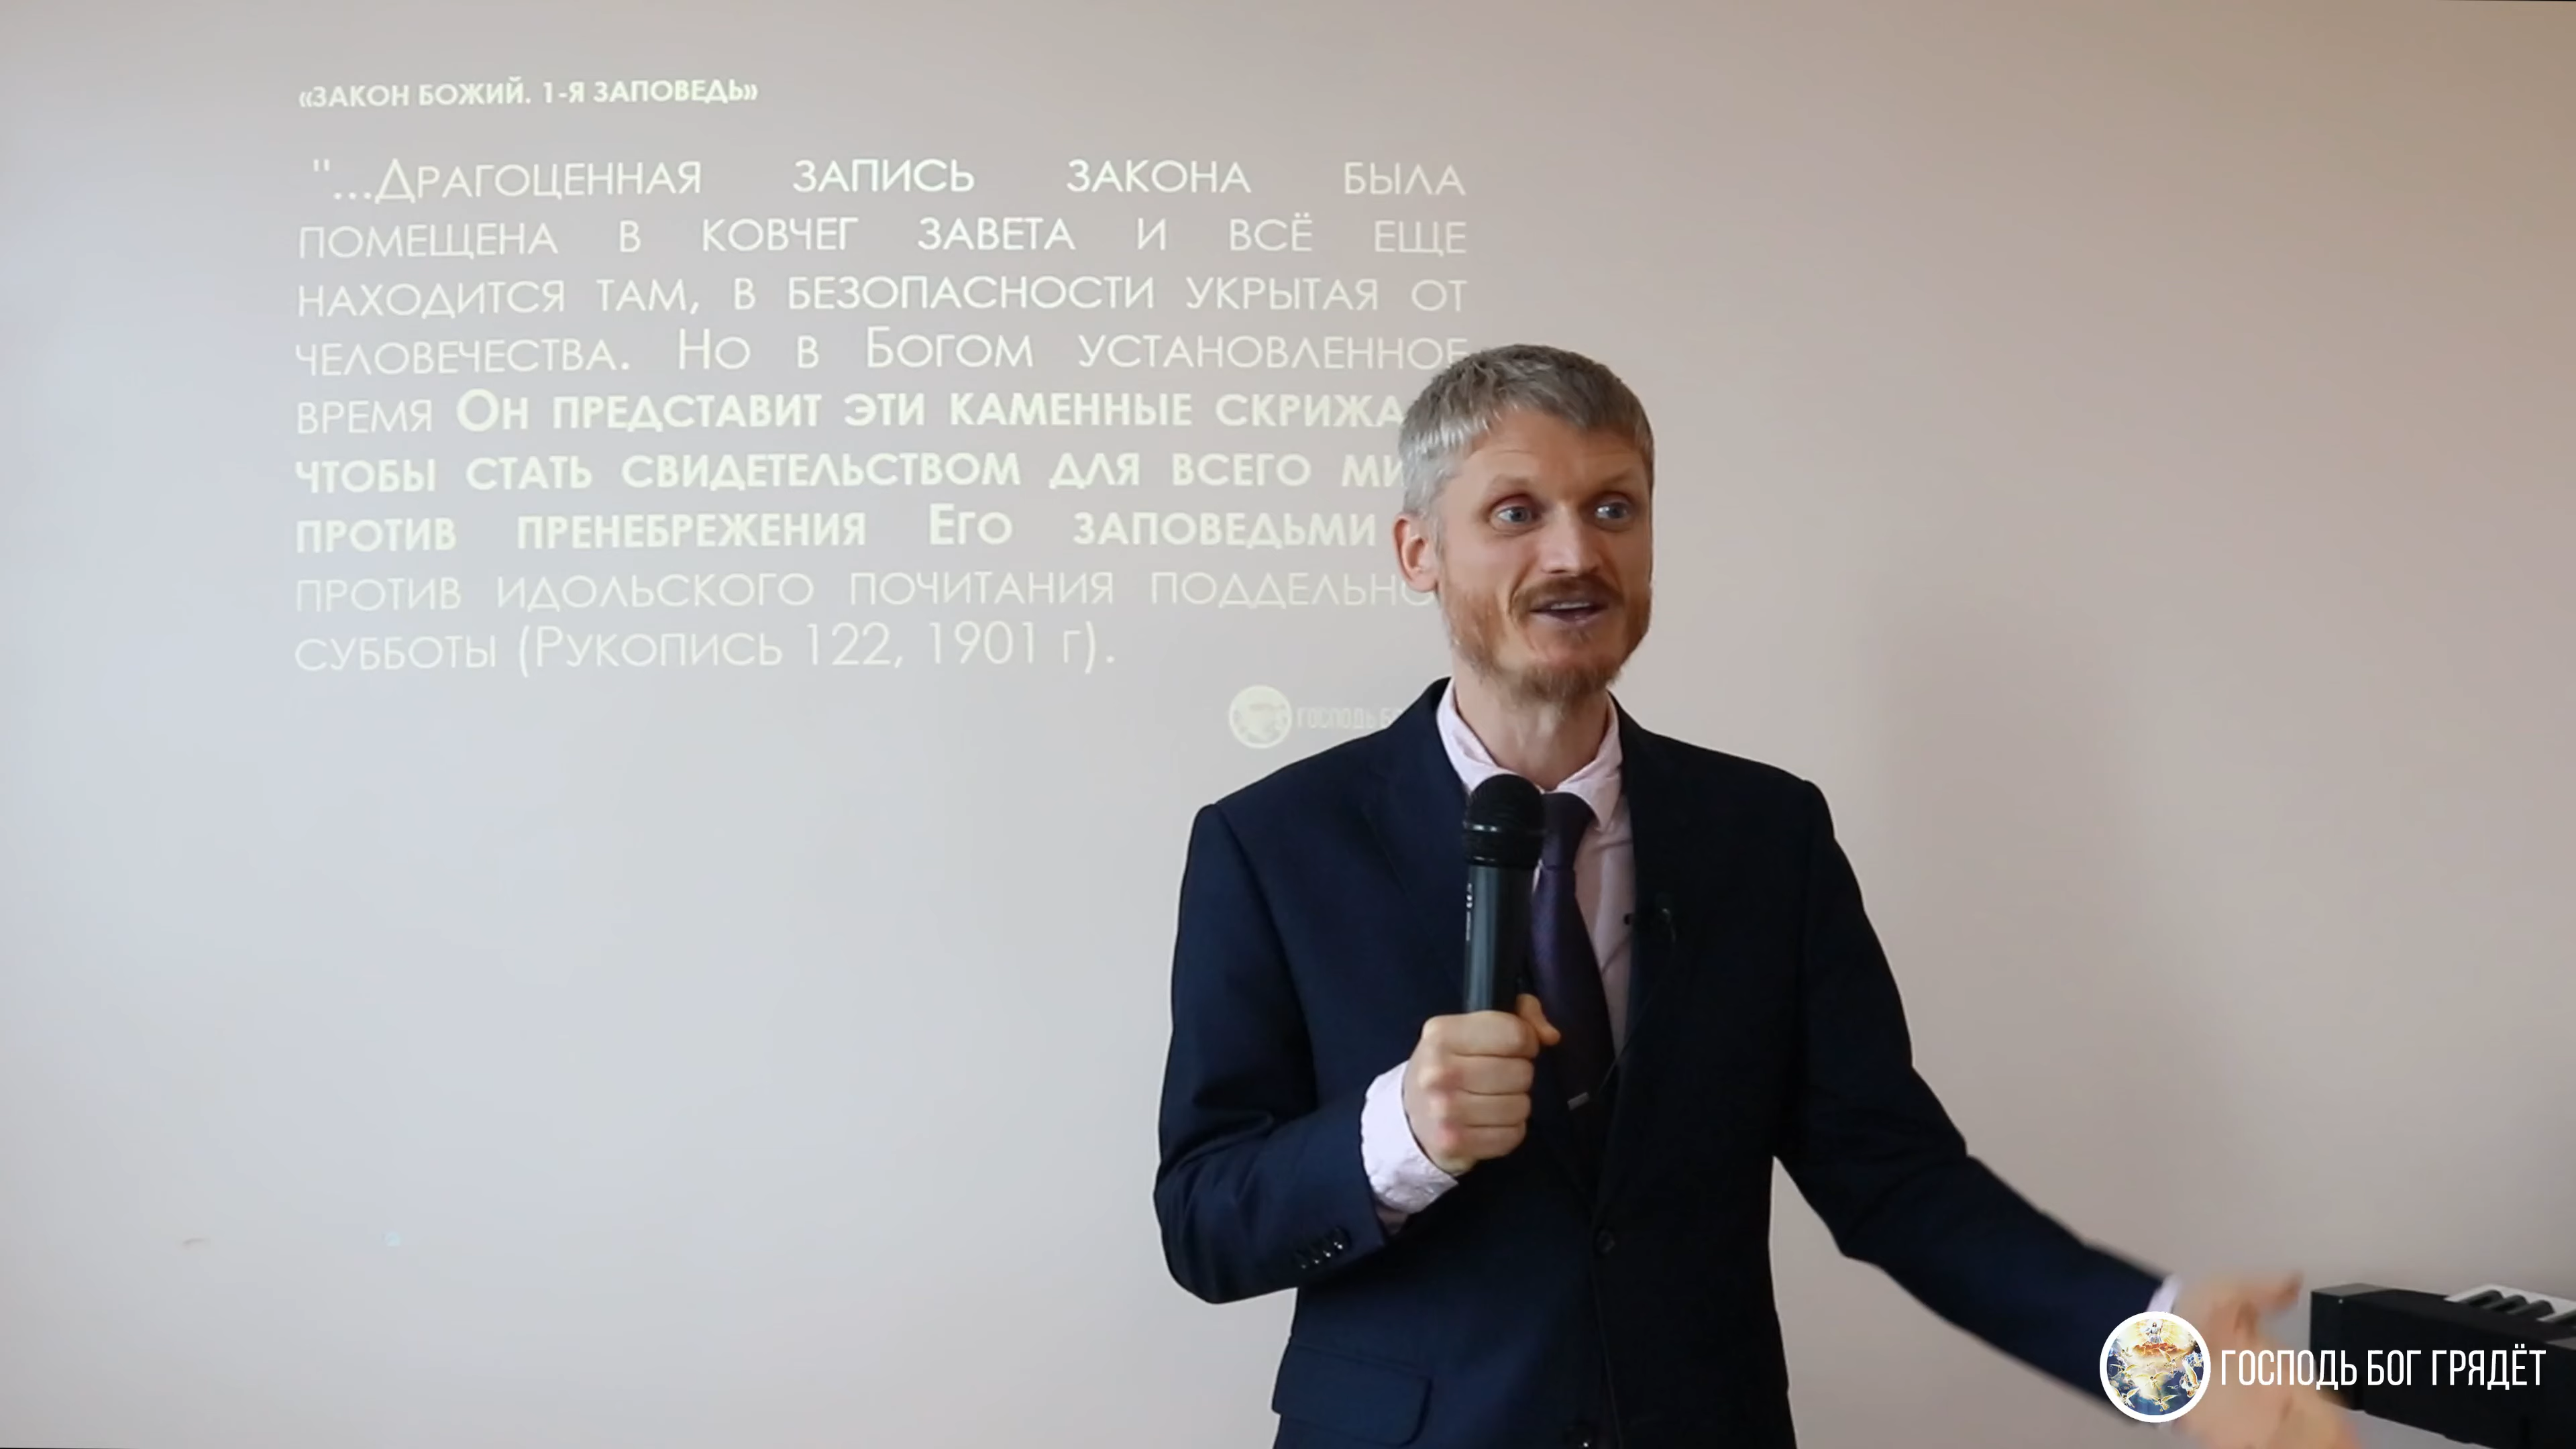 «ЗАКОН БОЖИЙ. 1-Я ЗАПОВЕДЬ»
"...ДРАГОЦЕННАЯ ЗАПИСЬ ЗАКОНА БЫЛА
ПОМЕЩЕНА В КОВЧЕГ ЗАВЕТА И ВСЁ ЕЩЕ
НАХОДИТСЯ ТАМ, В БЕЗОПАСНОСТИ УКРЫТАЯ ОТ
ЧЕЛОВЕЧЕСТВА. НО В БОГОМ УСТАНОВЛЕННОЕ
ВРЕМЯ ОН ПРЕДСТАВИТ ЭТИ КАМЕННЫЕ
ЧТОБЫ СТАТЬ СВИДЕТЕЛЬСТВОМ ДЛЯ ВСЕГО
ПРОТИВ ПРЕНЕБРЕЖЕНИЯ ЕГО ЗАПОВЕДЬМИ
ПРОТИВ ИДОЛЬСКОГО ПОЧИТАНИЯ
СУББОТЫ (РУКОПИСЬ 122, 1901 Г).
ГОСПОДЬ
ГОСПОДЬ БОГ ГРЯДЁТ